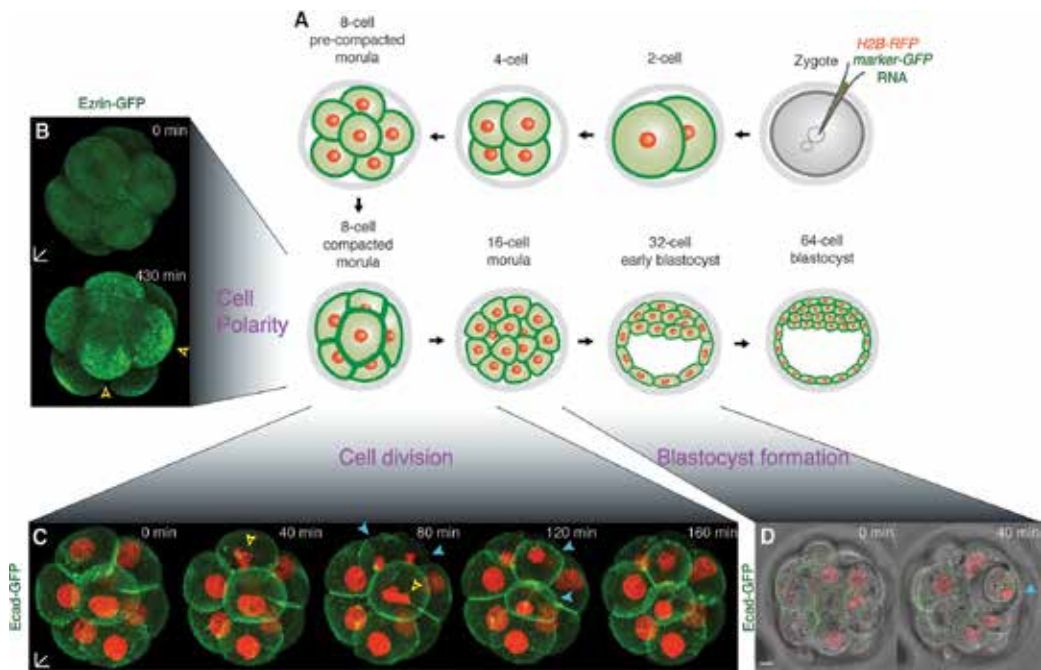 A
8-cell
pre-compacted
morula
4-cell
2-cell
Zygote
H2B-RFP
marker-GFP
RNA
Ezrin-GFP
B
0 min
430 min
Cell
Polarity
8-cell
compacted
morula
16-cell
morula
32-cell
early blastocyst
64-cell
blastocyst
Cell division
Blastocyst formation
Ecad-GFP
C
0 min
40 min
80 min
120 min
160 min
Ecad-GFP
D
0 min
40 min